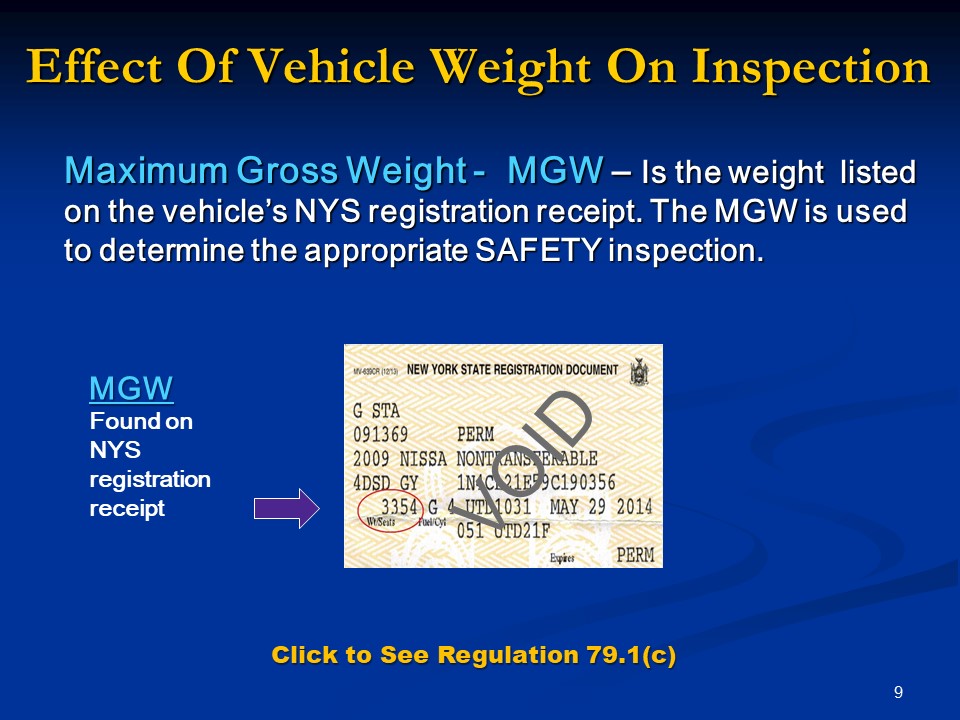 Effect Of Vehicle Weight On Inspection
Maximum Gross Weight - MGW – Is the weight listed
on the vehicle’s NYS registration receipt. The MGW is used
to determine the appropriate SAFETY inspection.
MGW
Found on
NYS
registration
receipt
MV-639CR (12/13) NEW YORK STATE REGISTRATION DOCUMENT
G STA
091369 PERM
2009 NISSA NONTRANSFERABLE
4DSD GY
3354 G 4 UTD1031 MAY 29 2014
Wt/Seats Fuel/Cyl
051 UTD21F
Expires PERM
VOID
Click to See Regulation 79.1(c)
9